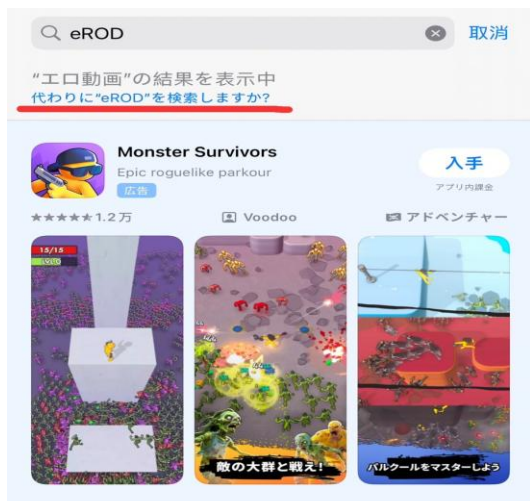 eROD
取消
“エロ動画”の結果を表示中
代わりに“eROD”を検索しますか?
Monster Survivors
Epic roguelike parkour
広告
入手
アプリ内課金
★★★★★1.2万
Voodoo
アドベンチャー
15/15
敵の大群と戦え!
パルクールをマスターしよう